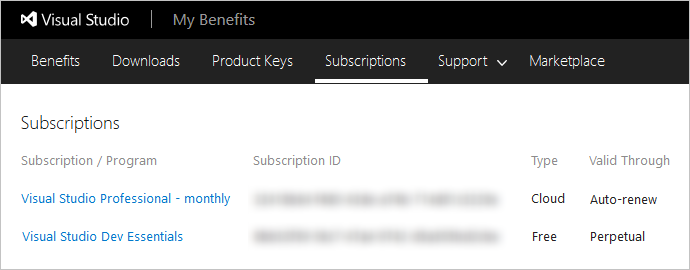 Visual Studio | My Benefits
Benefits Downloads Product Keys Subscriptions Support Marketplace
Subscriptions
Subscription / Program Subscription ID Type Valid Through
Visual Studio Professional - monthly Cloud Auto-renew
Visual Studio Dev Essentials Free Perpetual